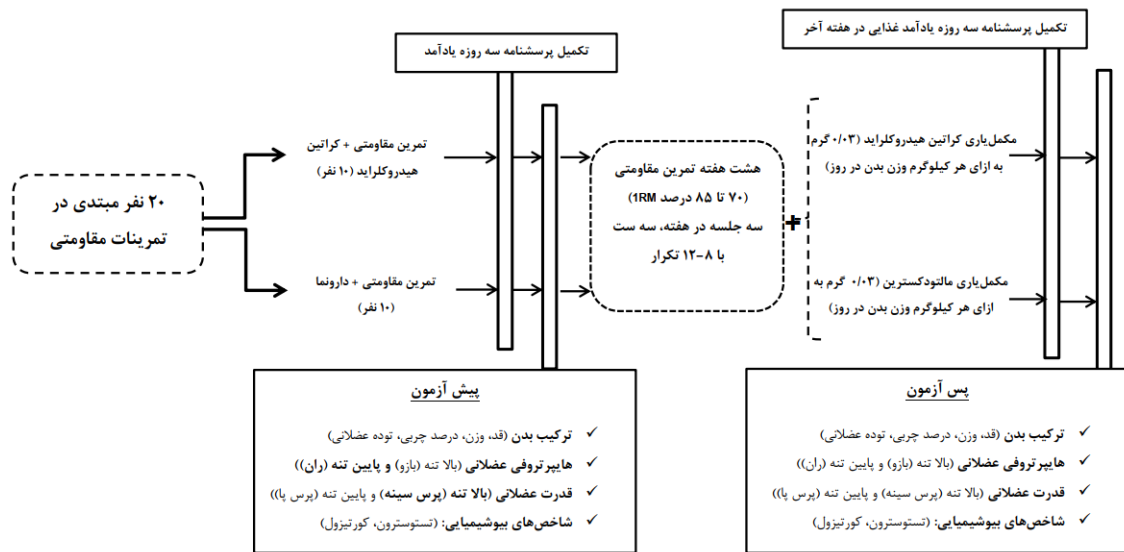 تکمیل پرسشنامه سه روزه یادآمد
تکمیل پرسشنامه سه روزه یادآمد غذایی در هفته آخر
۲۰ نفر مبتدی در
تمرینات مقاومتی
تمرین مقاومتی + کراتین
هیدروکلراید (۱۰ نفر)
تمرین مقاومتی + دارونما
(۱۰ نفر)
هشت هفته تمرین مقاومتی
(۷۰ تا ۸۵ درصد 1RM)
سه جلسه در هفته، سه ست
با ۸-۱۲ تکرار
+
مکمل‌یاری کراتین هیدروکلراید (۰/۰۳ گرم
به ازای هر کیلوگرم وزن بدن در روز)
مکمل‌یاری مالتودکسترین (۰/۰۳ گرم به
ازای هر کیلوگرم وزن بدن در روز)
پیش آزمون
✓ ترکیب بدن (قد، وزن، درصد چربی، توده عضلانی)
✓ هایپرتروفی عضلانی (بالا تنه (بازو) و پایین تنه (ران))
✓ قدرت عضلانی (بالا تنه (پرس سینه) و پایین تنه (پرس پا))
✓ شاخص‌های بیوشیمیایی: (تستوسترون، کورتیزول)
پس آزمون
✓ ترکیب بدن (قد، وزن، درصد چربی، توده عضلانی)
✓ هایپرتروفی عضلانی (بالا تنه (بازو) و پایین تنه (ران))
✓ قدرت عضلانی (بالا تنه (پرس سینه) و پایین تنه (پرس پا))
✓ شاخص‌های بیوشیمیایی: (تستوسترون، کورتیزول)